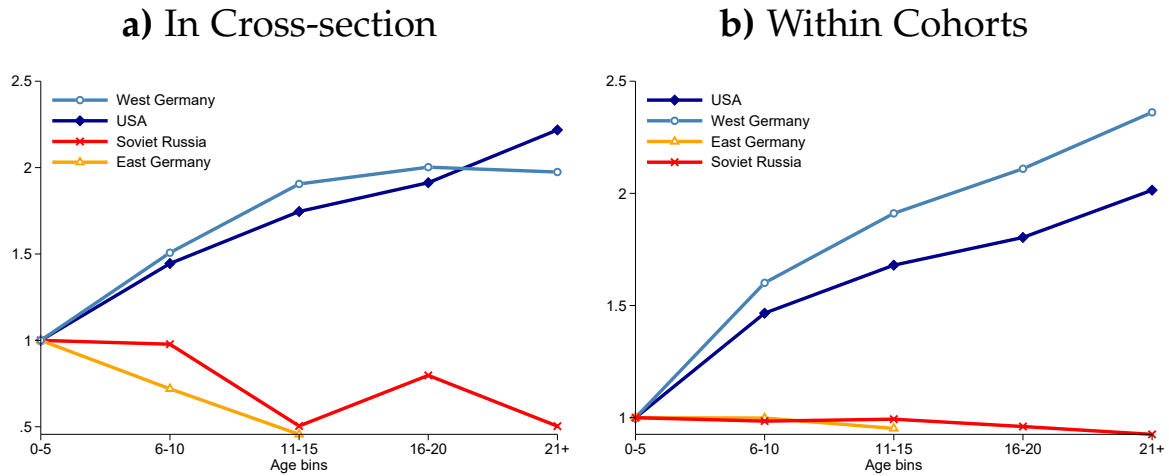 a) In Cross-section
2.5
West Germany
USA
Soviet Russia
East Germany
2
1.5
1
.5
0-5 6-10 11-15 16-20 21+
Age bins
b) Within Cohorts
2.5
USA
West Germany
East Germany
Soviet Russia
2
1.5
1
0-5 6-10 11-15 16-20 21+
Age bins